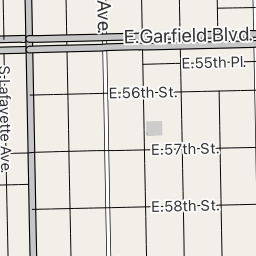 Ave.
E. Garfield Blvd.
E. 55th Pl.
S. Lafayette Ave.
E. 56th St.
E. 57th St.
E. 58th St.